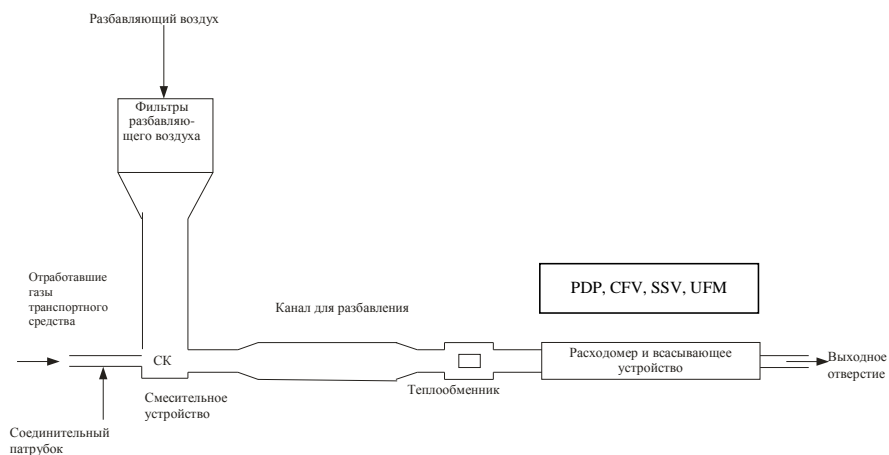 Разбавляющий воздух
Фильтры
разбавляю-
щего воздуха
Отработавшие
газы
транспортного
средства
Канал для разбавления
PDP, CFV, SSV, UFM
СК
Расходомер и всасывающее
устройство
Выходное
отверстие
Теплообменник
Смесительное
устройство
Соединительный
патрубок